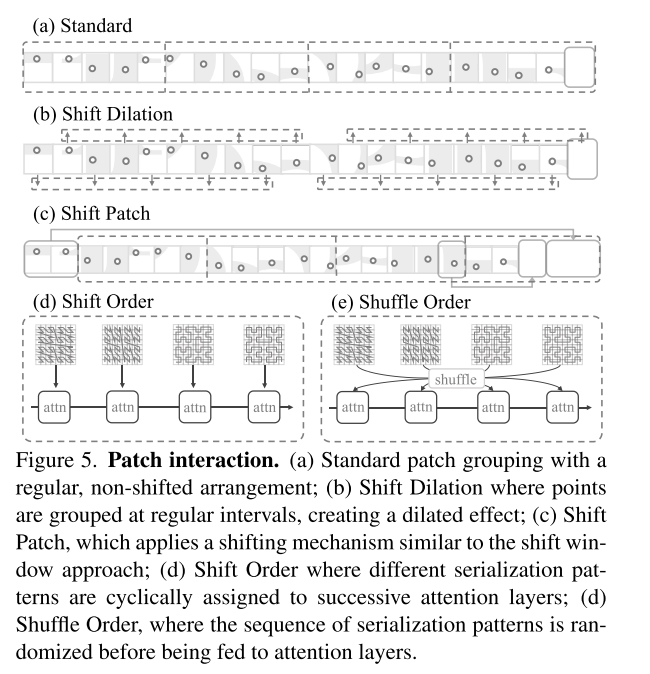 (a) Standard
(b) Shift Dilation
(c) Shift Patch
(d) Shift Order
(e) Shuffle Order
shuffle
attn attn attn attn
attn attn attn attn
Figure 5. Patch interaction. (a) Standard patch grouping with a
regular, non-shifted arrangement; (b) Shift Dilation where points
are grouped at regular intervals, creating a dilated effect; (c) Shift
Patch, which applies a shifting mechanism similar to the shift win-
dow approach; (d) Shift Order where different serialization pat-
terns are cyclically assigned to successive attention layers; (d)
Shuffle Order, where the sequence of serialization patterns is ran-
domized before being fed to attention layers.